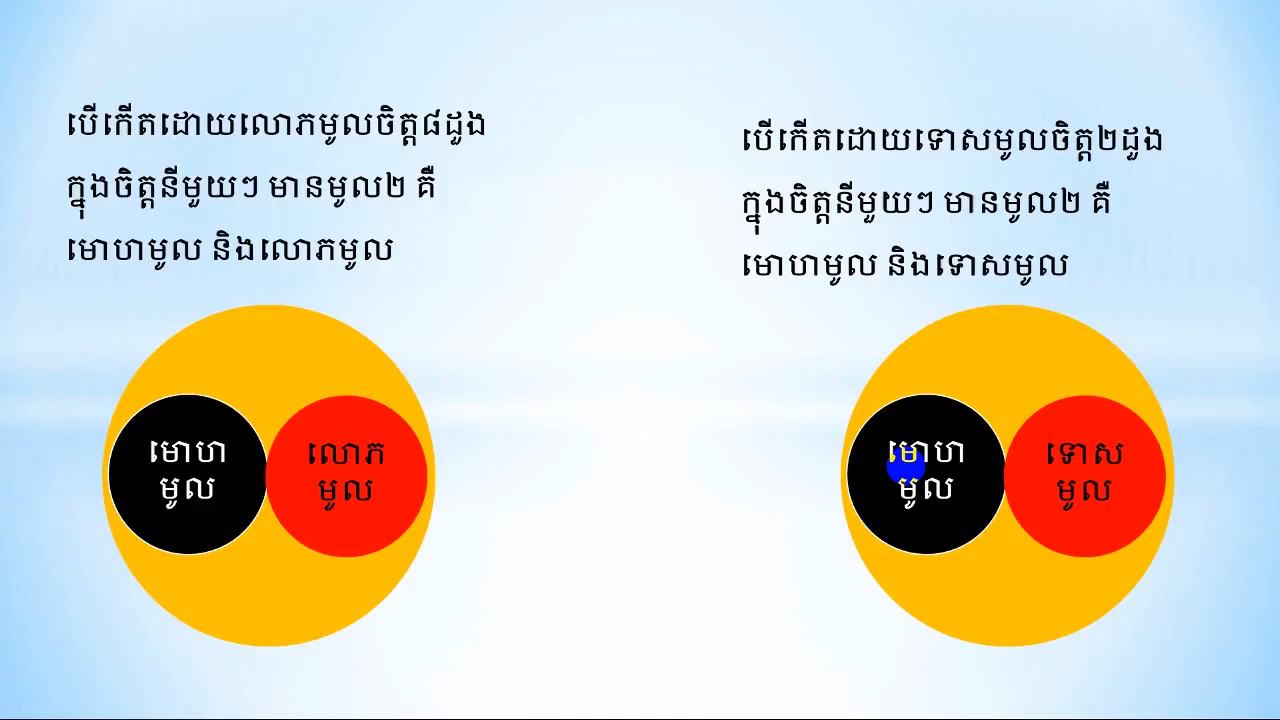 បើកើតដោយលោភមូលចិត្ត៨ដួង
ក្នុងចិត្តនីមួយៗ មានមូល២ គឺ
មោហមូល និងលោភមូល
បើកើតដោយទោសមូលចិត្ត២ដួង
ក្នុងចិត្តនីមួយៗ មានមូល២ គឺ
មោហមូល និងទោសមូល
មោហ
មូល
លោភ
មូល
មោហ
មូល
ទោស
មូល